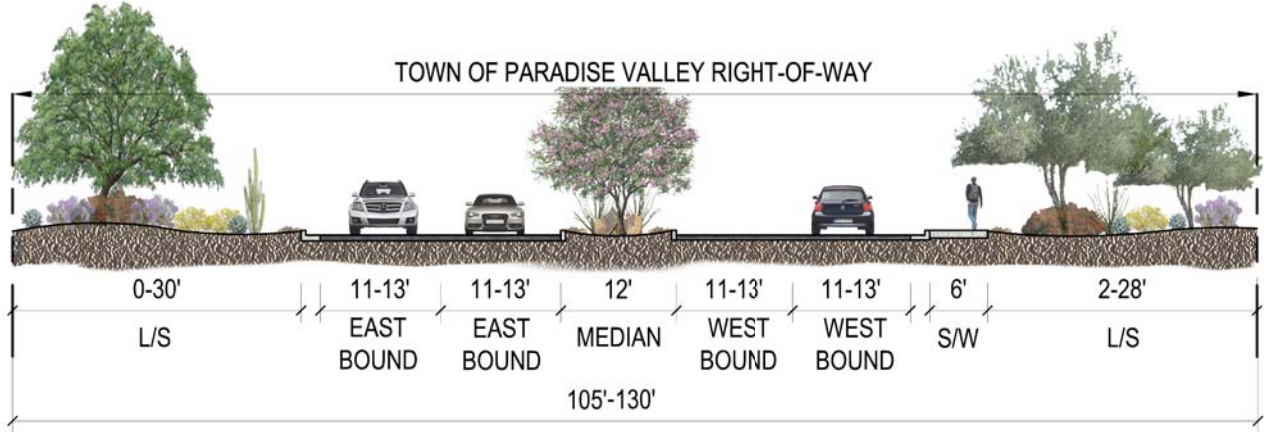 TOWN OF PARADISE VALLEY RIGHT-OF-WAY
0-30' 11-13' 11-13' 12' 11-13' 11-13' 6' 2-28'
L/S EAST BOUND EAST BOUND MEDIAN WEST BOUND WEST BOUND S/W L/S
105'-130'